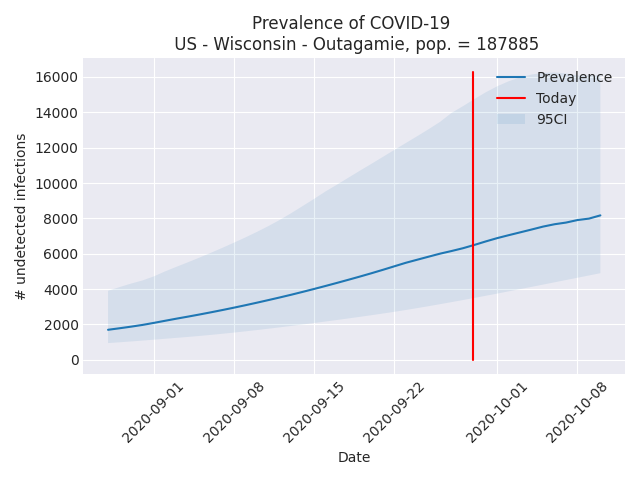 Prevalence of COVID-19
US - Wisconsin - Outagamie, pop. = 187885
# undetected infections
16000
14000
12000
10000
8000
6000
4000
2000
0
Prevalence
Today
95CI
2020-09-01
2020-09-08
2020-09-15
2020-09-22
2020-10-01
2020-10-08
Date